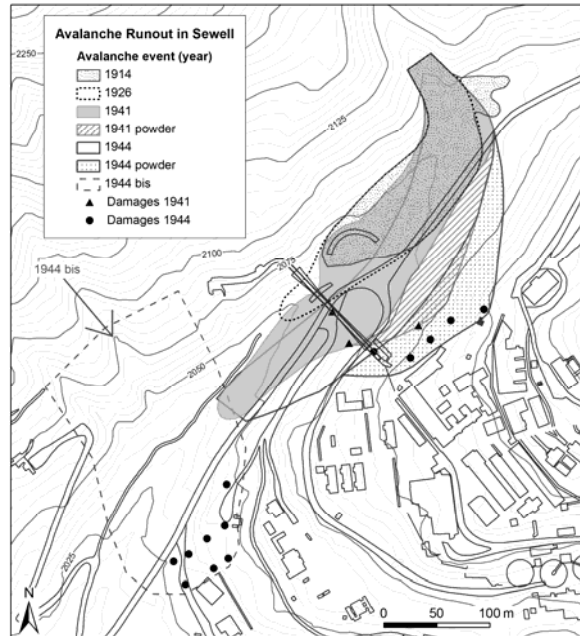 Avalanche Runout in Sewell
Avalanche event (year)
1914
1926
1941
1941 powder
1944
1944 powder
1944 bis
Damages 1941
Damages 1944
2250
2125
2100
2075
1944 bis
2050
2025
N
0 50 100 m